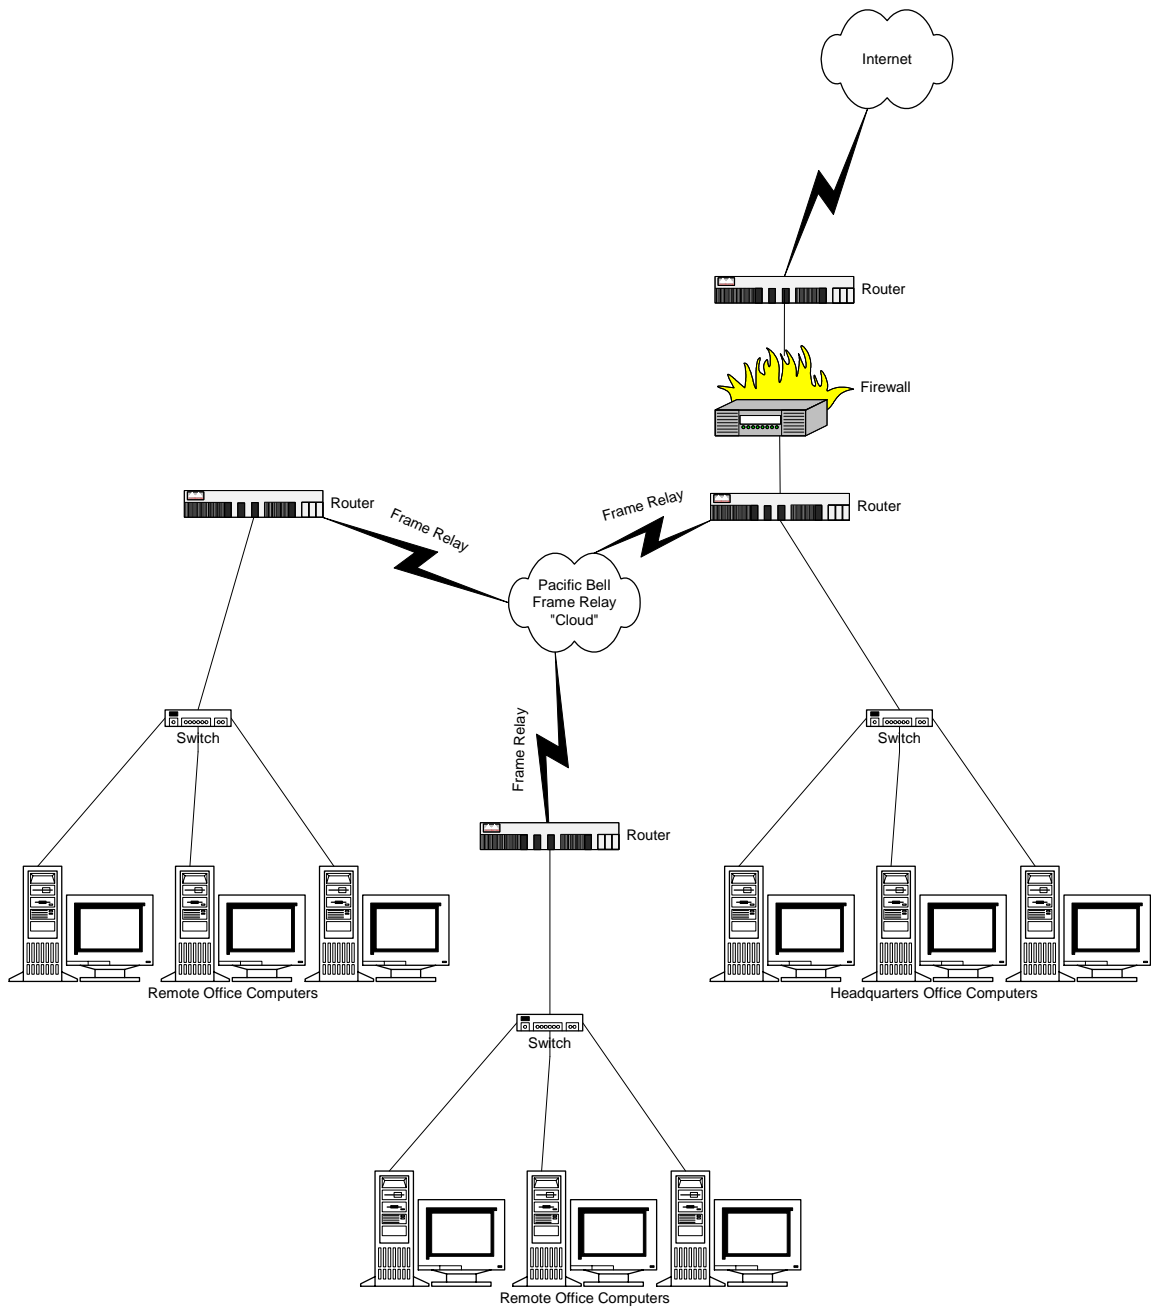 Internet
Router
Firewall
Router
Frame Relay
Frame Relay
Router
Pacific Bell
Frame Relay
"Cloud"
Switch
Switch
Frame Relay
Router
Remote Office Computers
Headquarters Office Computers
Switch
Remote Office Computers